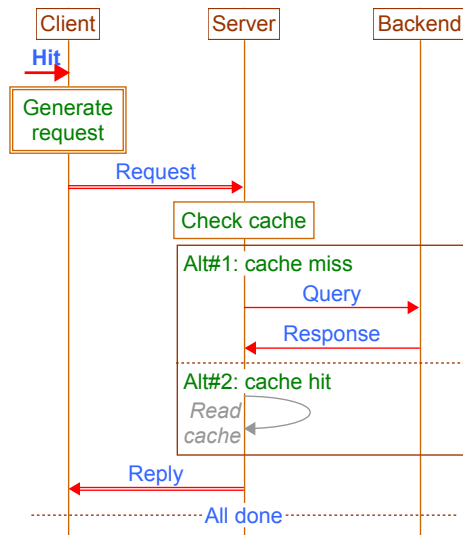 Client Server Backend
Hit
Generate
request
Request
Check cache
Alt#1: cache miss
Query
Response
Alt#2: cache hit
Read
cache
Reply
All done